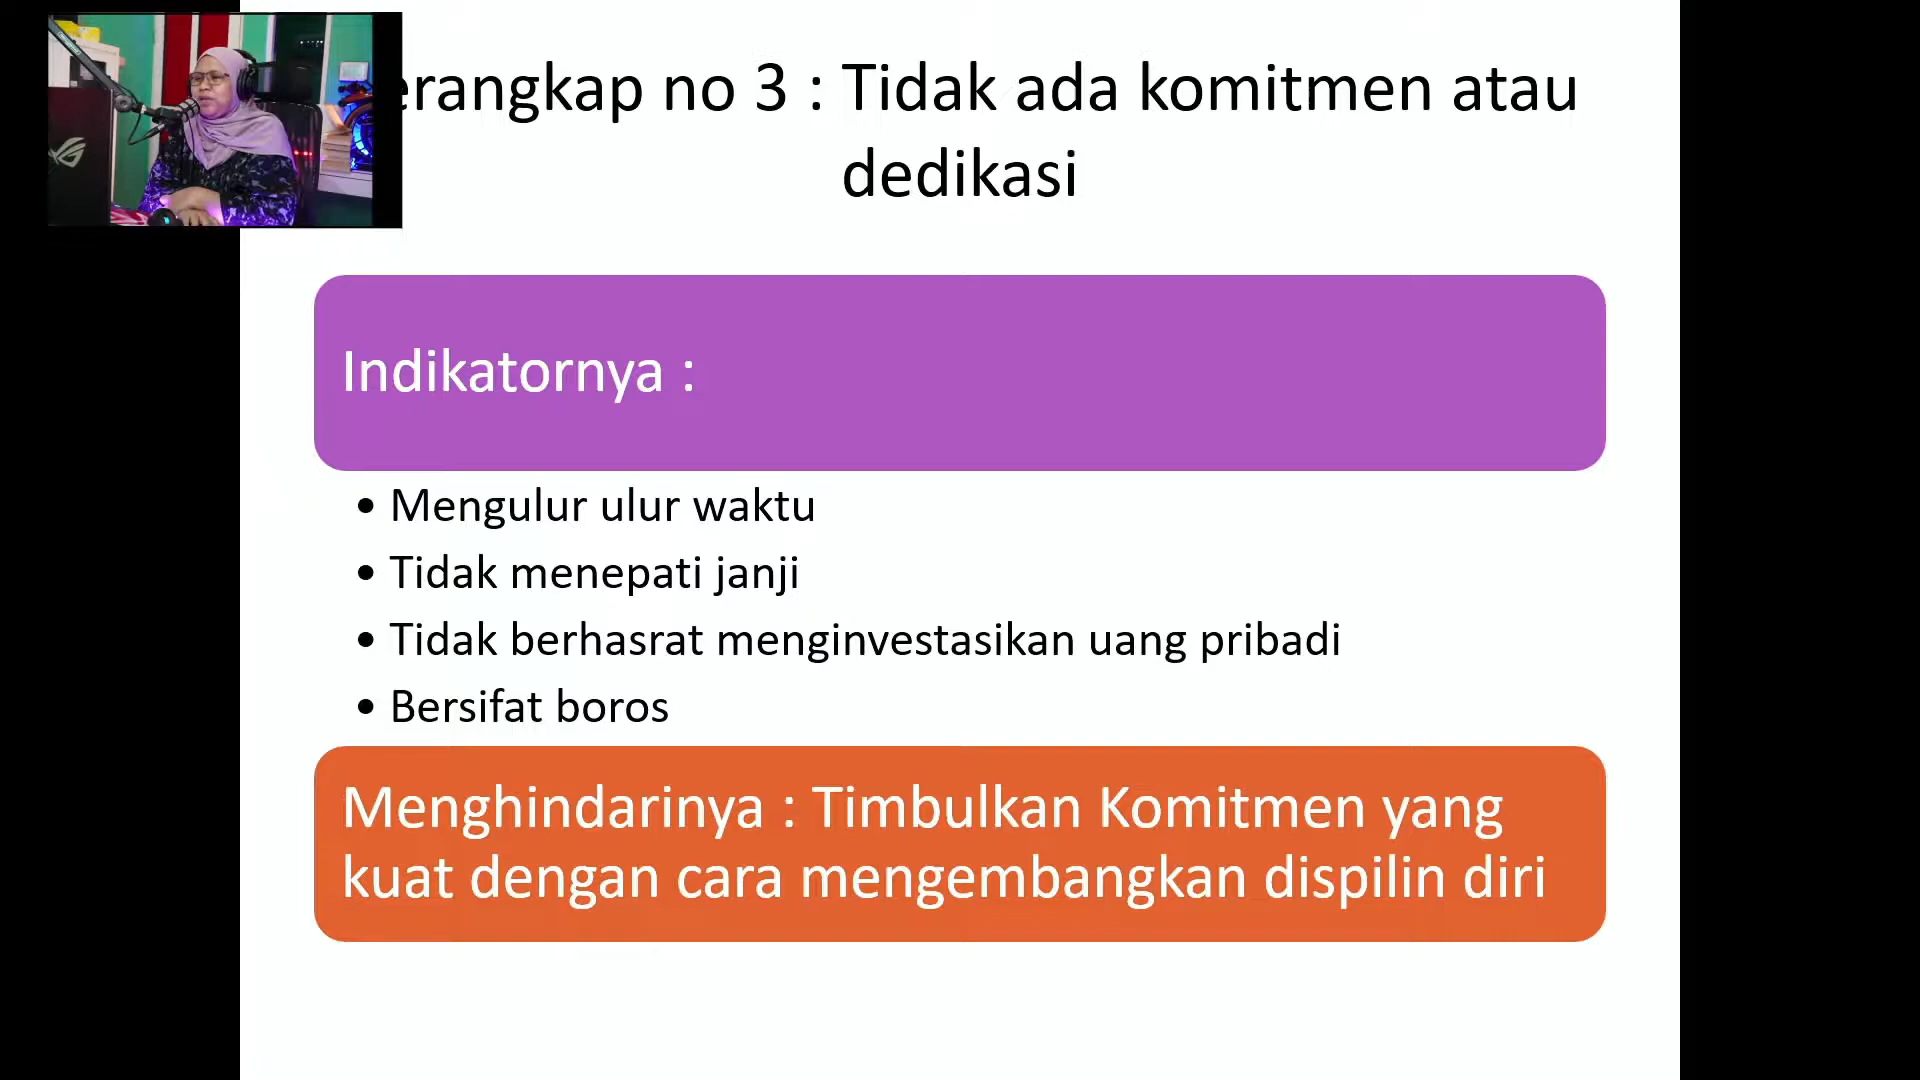 erangkap no 3 : Tidak ada komitmen atau
dedikasi
Indikatornya :
• Mengulur ulur waktu
• Tidak menepati janji
• Tidak berhasrat menginvestasikan uang pribadi
• Bersifat boros
Menghindarinya : Timbulkan Komitmen yang
kuat dengan cara mengembangkan dispilin diri